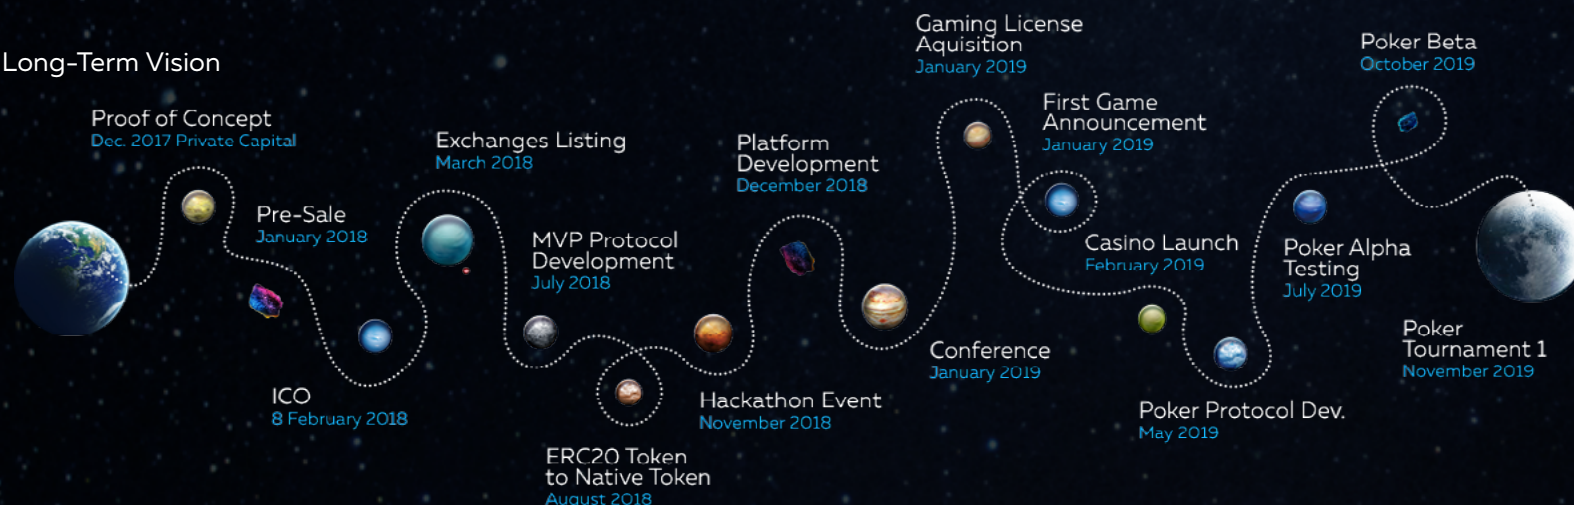 Long-Term Vision
Proof of Concept
Dec. 2017 Private Capital
Pre-Sale
January 2018
ICO
8 February 2018
Exchanges Listing
March 2018
MVP Protocol
Development
July 2018
ERC20 Token
to Native Token
August 2018
Hackathon Event
November 2018
Platform
Development
December 2018
Conference
January 2019
Gaming License
Aquisition
January 2019
First Game
Announcement
January 2019
Casino Launch
February 2019
Poker Protocol Dev.
May 2019
Poker Alpha
Testing
July 2019
Poker Beta
October 2019
Poker
Tournament 1
November 2019